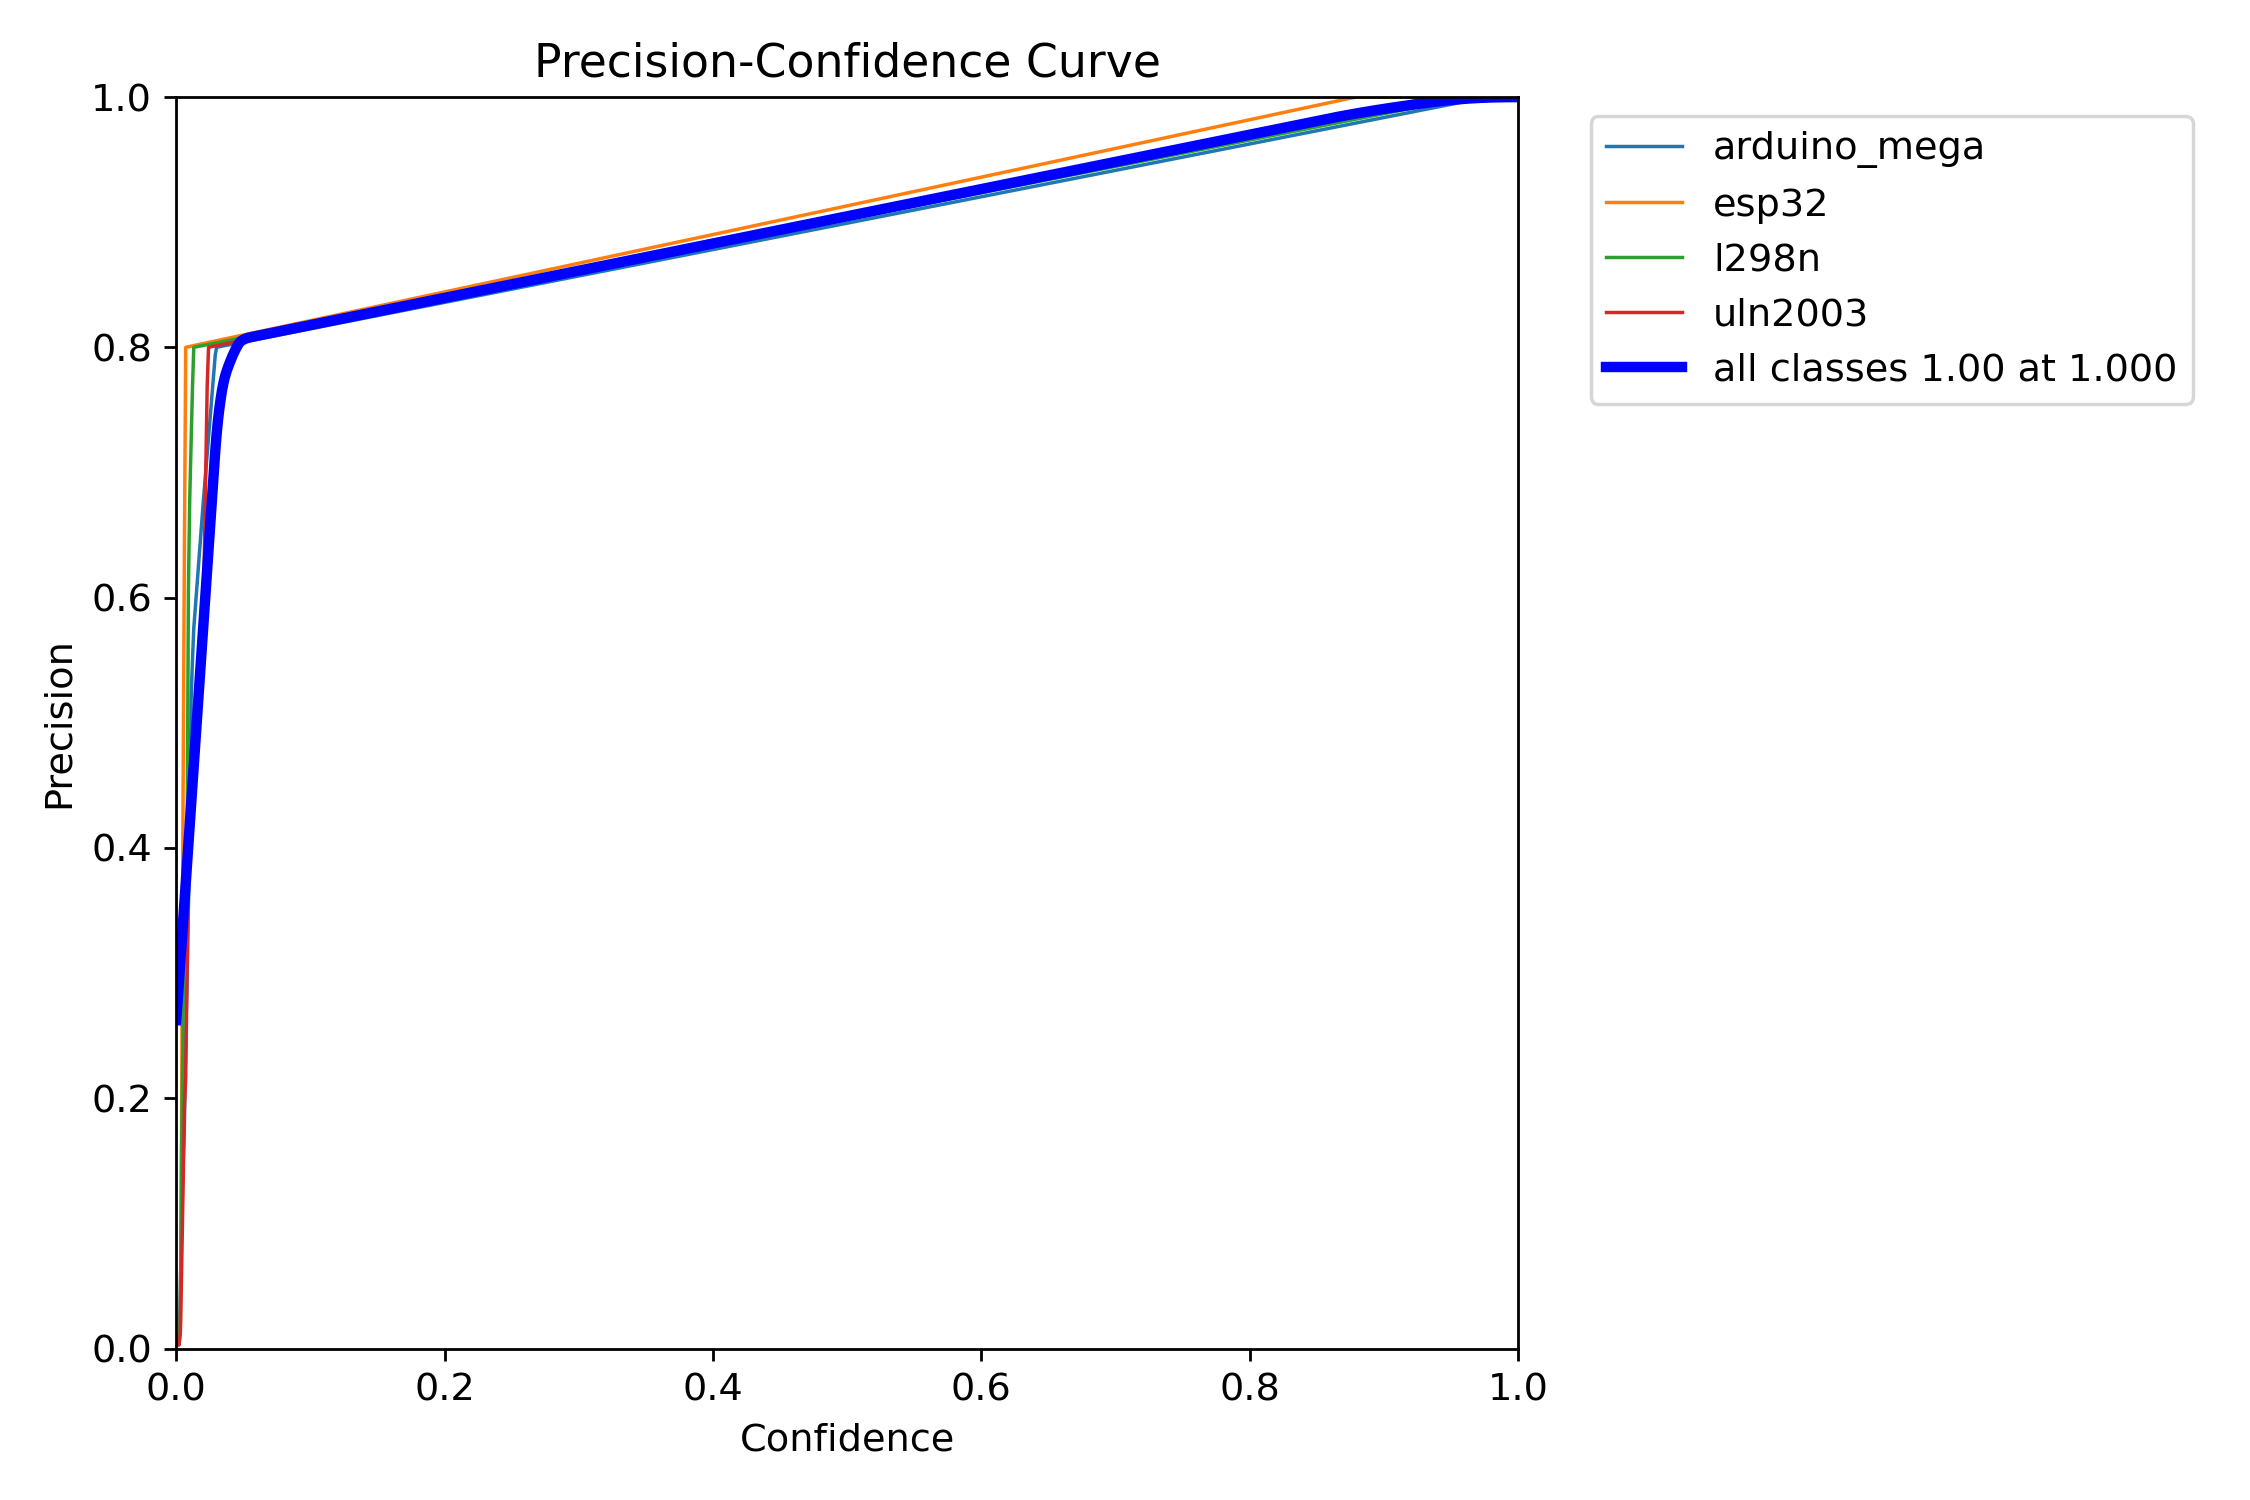 Precision-Confidence Curve
1.0
0.8
0.6
0.4
0.2
0.0
Precision
0.0 0.2 0.4 0.6 0.8 1.0
Confidence
arduino_mega
esp32
l298n
uln2003
all classes 1.00 at 1.000